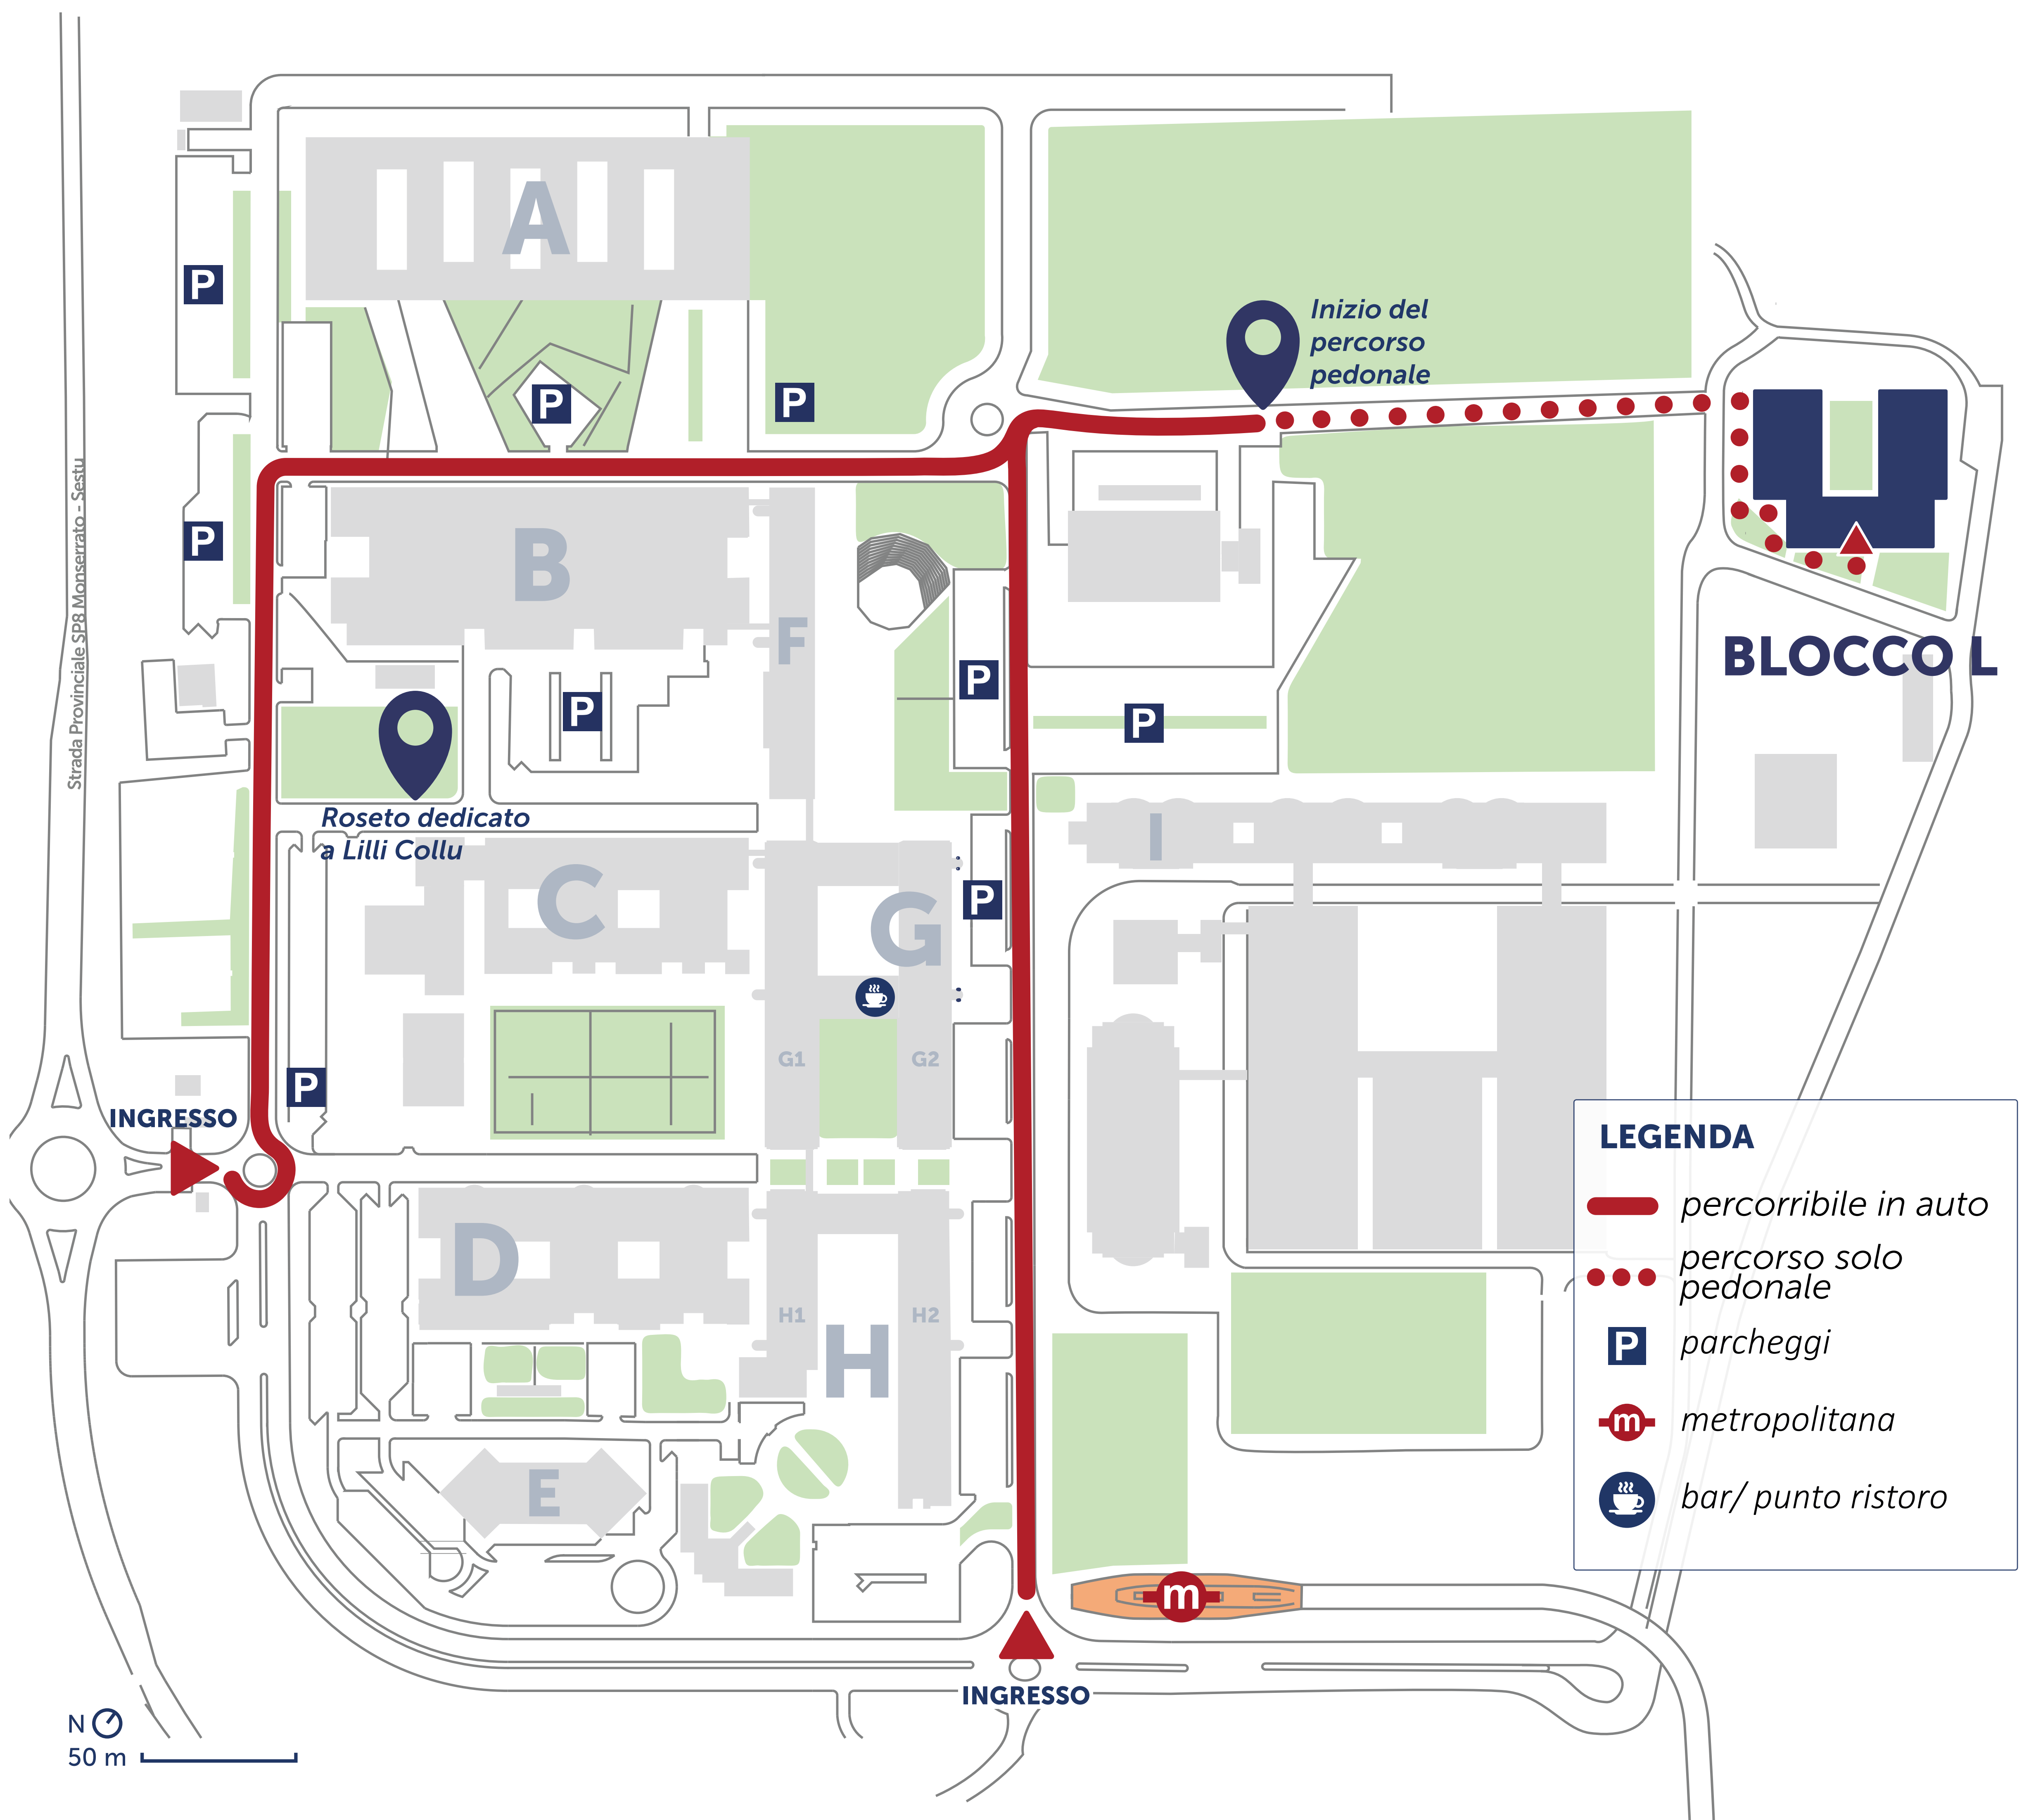 A
P
Inizio del
percorso
pedonale
P
P
P
B
F
Strada Provinciale SP8 Monserrato - Sestu
BLOCCO L
P
P
P
Roseto dedicato
a Lilli Collu
I
C
G
P
G1
G2
P
INGRESSO
D
H1
H2
H
E
m
INGRESSO
LEGENDA
percorribile in auto
percorso solo
pedonale
P parcheggi
m metropolitana
bar/ punto ristoro
N
50 m